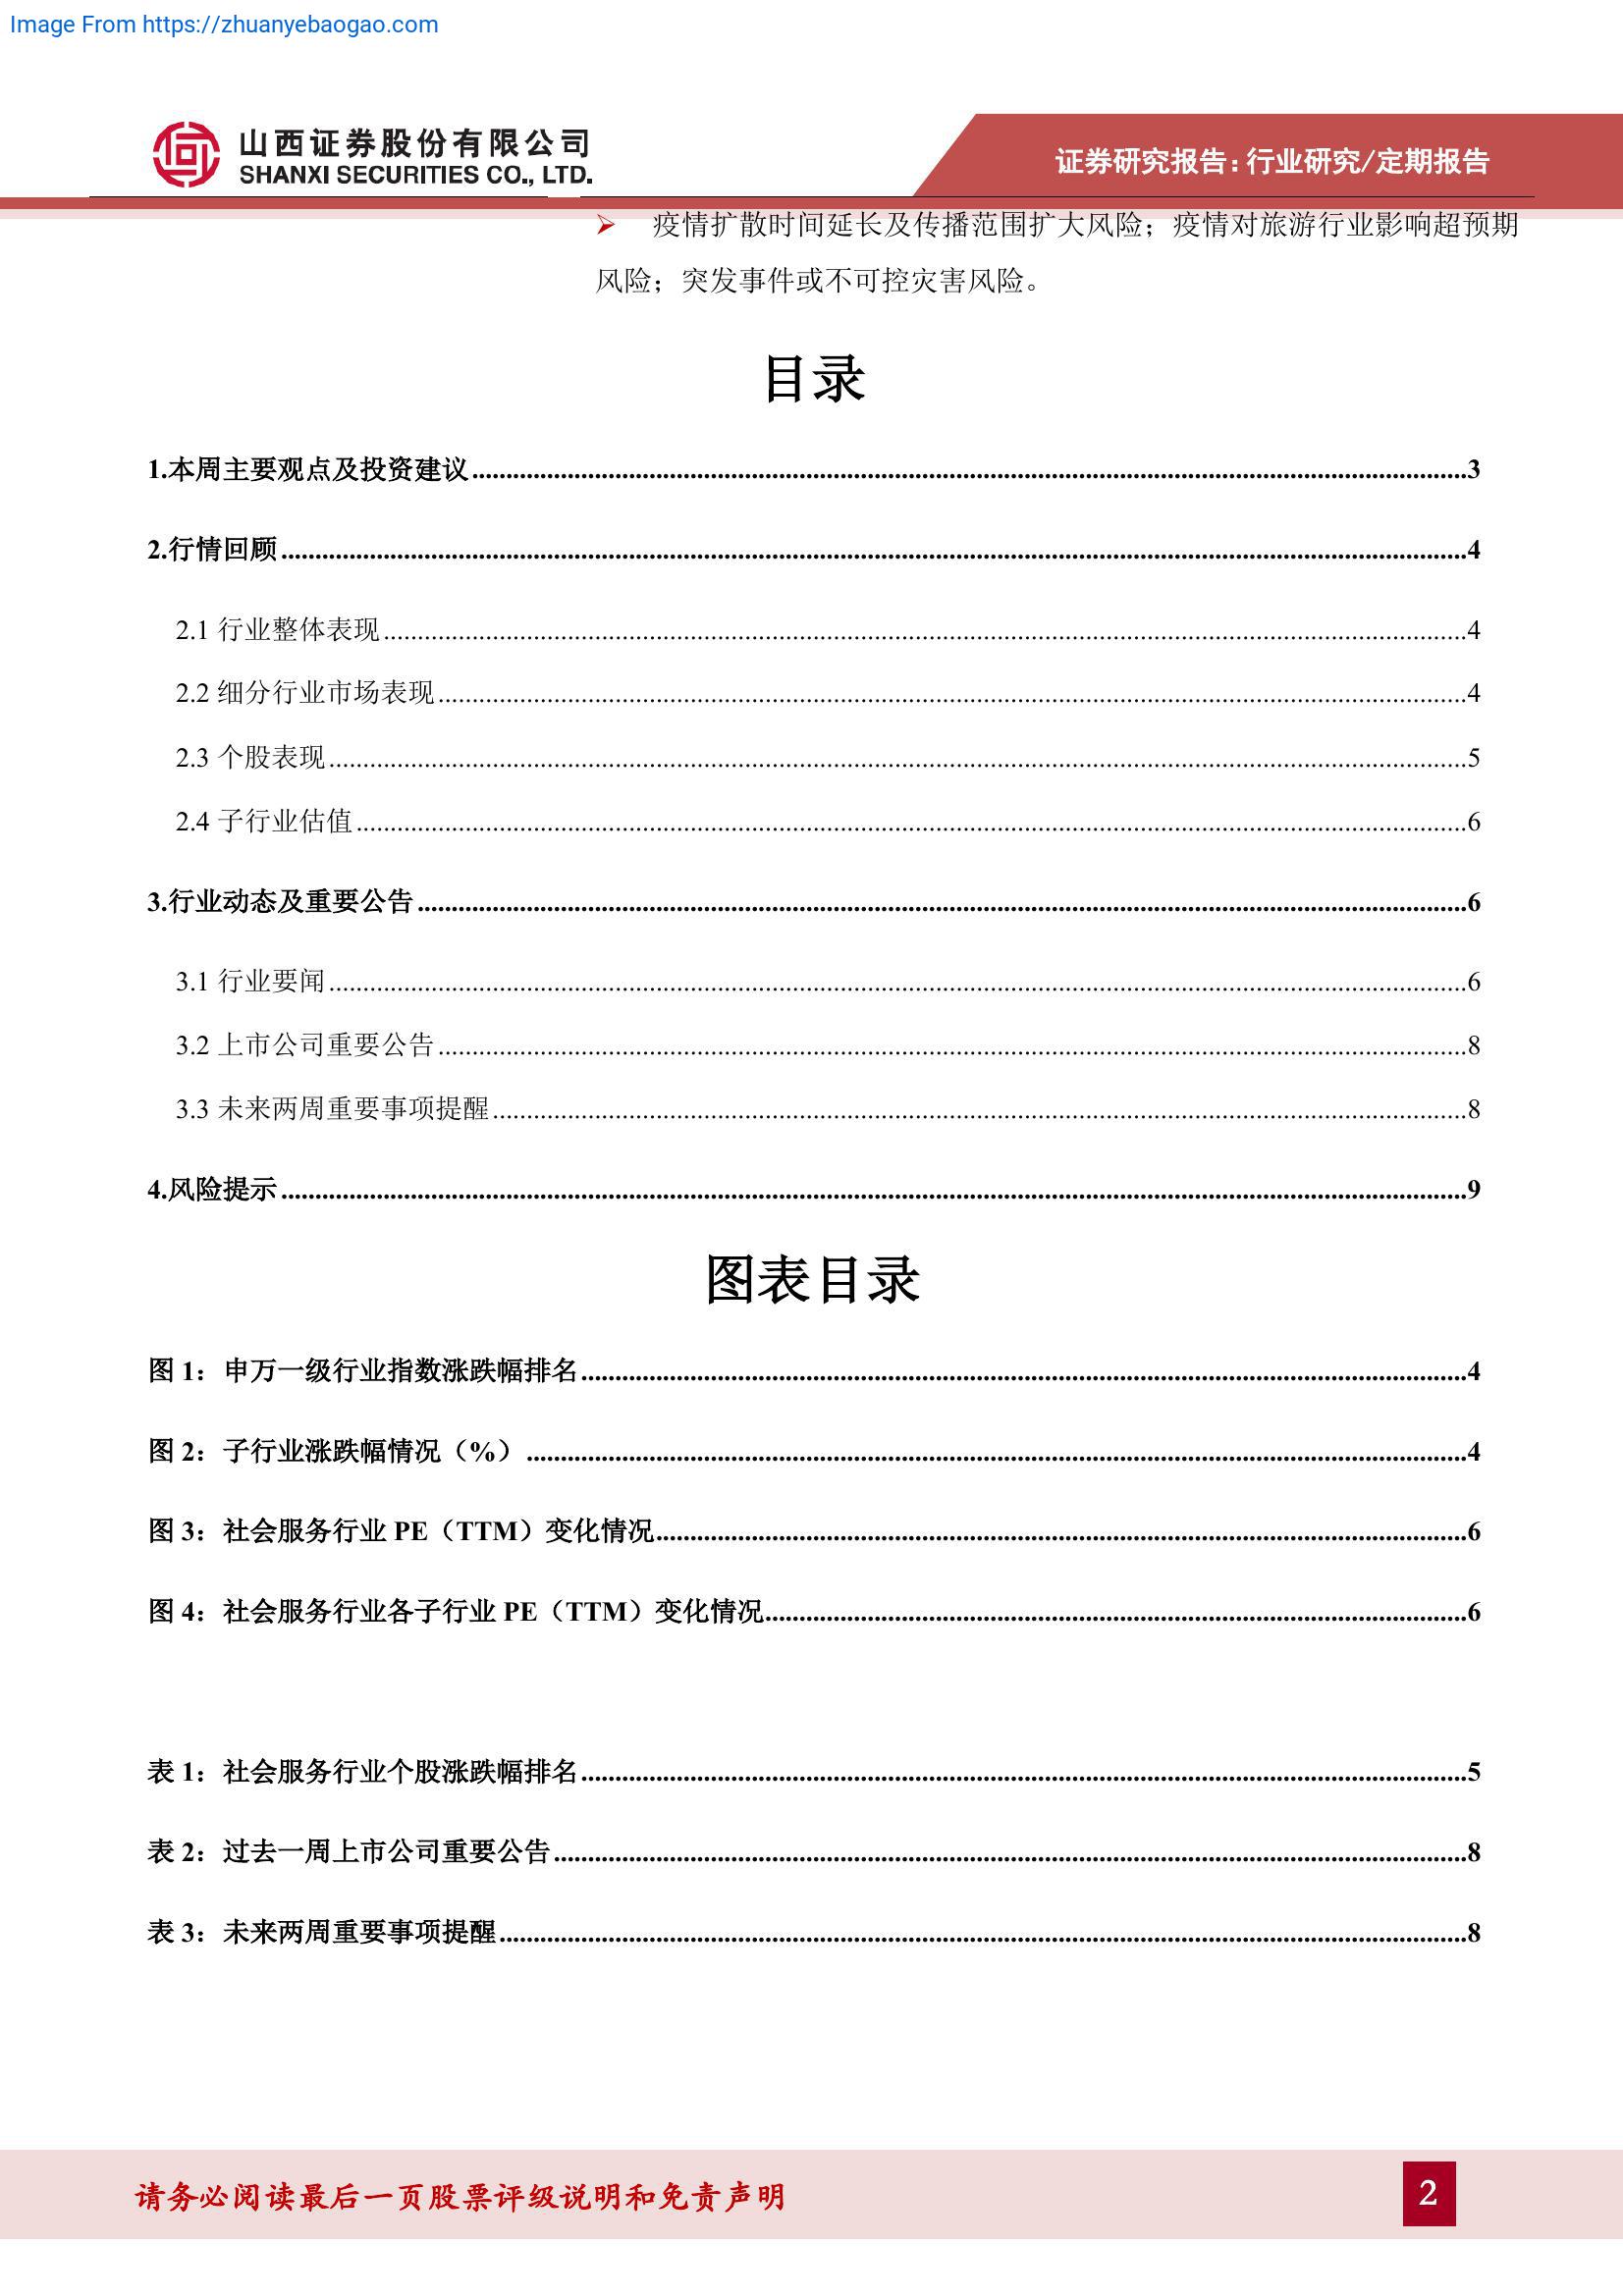 Image From https://zhuanyebaogao.com
山西证券股份有限公司
SHANXI SECURITIES CO., LTD.
证券研究报告：行业研究/定期报告
➢ 疫情扩散时间延长及传播范围扩大风险；疫情对旅游行业影响超预期
风险；突发事件或不可控灾害风险。
目录
1.本周主要观点及投资建议........................................3
2.行情回顾........................................4
2.1 行业整体表现........................................4
2.2 细分行业市场表现........................................4
2.3 个股表现........................................5
2.4 子行业估值........................................6
3.行业动态及重要公告........................................6
3.1 行业要闻........................................6
3.2 上市公司重要公告........................................8
3.3 未来两周重要事项提醒........................................8
4.风险提示........................................9
图表目录
图 1：申万一级行业指数涨跌幅排名........................................4
图 2：子行业涨跌幅情况（%）........................................4
图 3：社会服务行业 PE（TTM）变化情况........................................6
图 4：社会服务行业各子行业 PE（TTM）变化情况........................................6
表 1：社会服务行业个股涨跌幅排名........................................5
表 2：过去一周上市公司重要公告........................................8
表 3：未来两周重要事项提醒........................................8
请务必阅读最后一页股票评级说明和免责声明
2